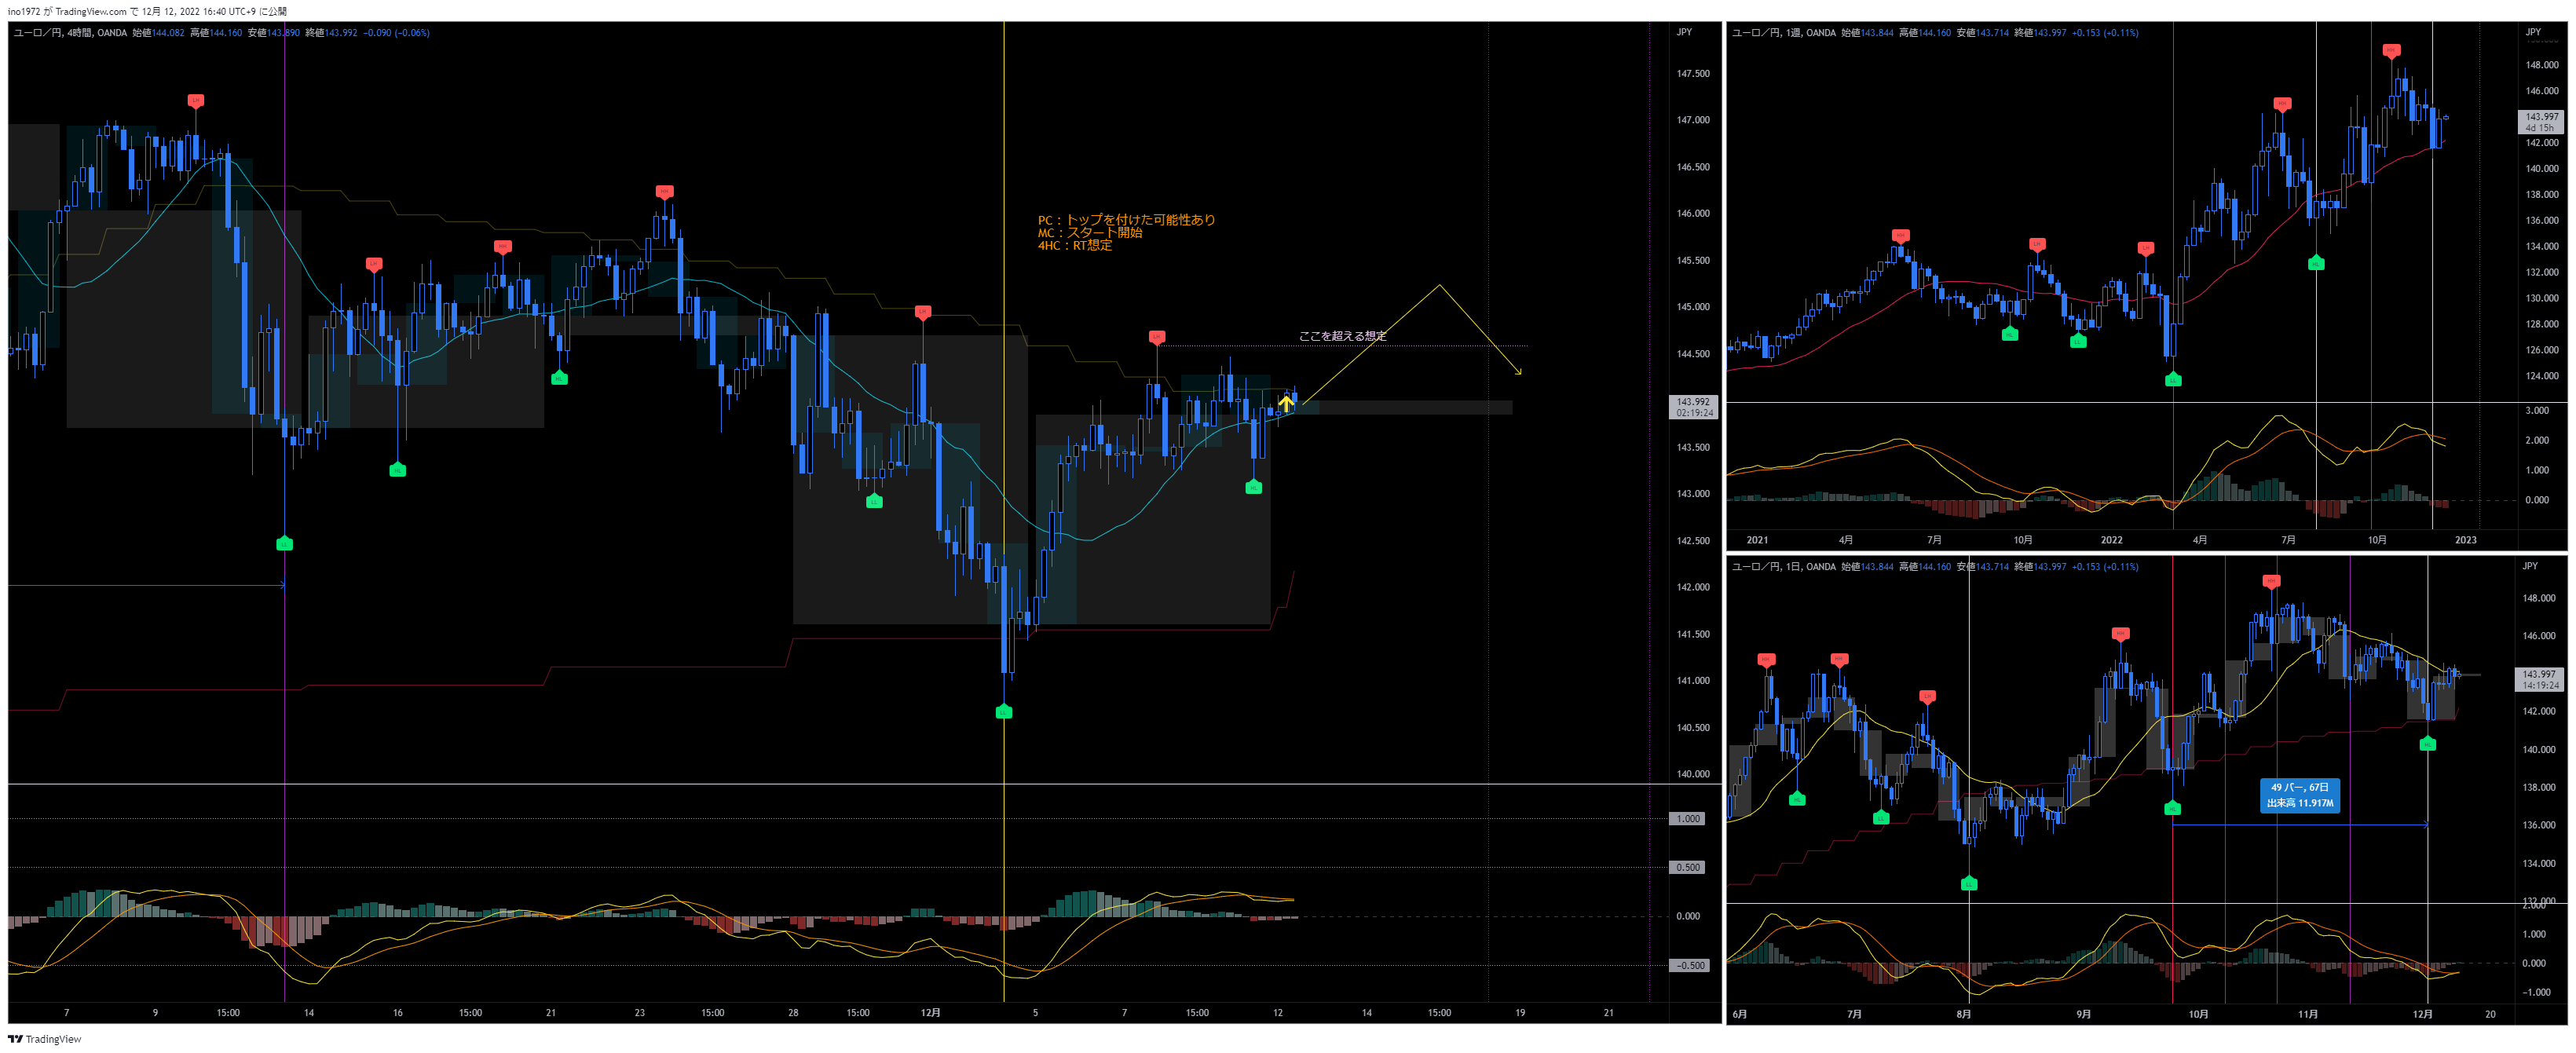 ino1972 が TradingView.com で 12月 12, 2022 16:40 UTC+9 に公開
ユーロ／円, 4時間, OANDA 始値144.082 高値144.160 安値143.890 終値143.992 −0.090 (−0.06%)
JPY
147.500
147.000
146.500
146.000
145.500
145.000
144.500
143.992
02:19:24
143.500
143.000
142.500
142.000
141.500
141.000
140.500
140.000
1.000
0.500
0.000
−0.500
PC：トップを付けた可能性あり
MC：スタート開始
4HC：RT想定
ここを超える想定
7 9 15:00 14 16 15:00 21 23 15:00 28 15:00 12月 5 7 15:00 12 14 15:00 19 21
ユーロ／円, 1週, OANDA 始値143.844 高値144.160 安値143.714 終値143.997 +0.153 (+0.11%)
JPY
148.000
146.000
143.997
4d 15h
142.000
140.000
138.000
136.000
134.000
132.000
130.000
128.000
126.000
124.000
3.000
2.000
1.000
0.000
2021 4月 7月 10月 2022 4月 7月 10月 2023
ユーロ／円, 1日, OANDA 始値143.844 高値144.160 安値143.714 終値143.997 +0.153 (+0.11%)
JPY
148.000
146.000
143.997
14:19:24
142.000
140.000
138.000
136.000
134.000
132.000
2.000
1.000
0.000
−1.000
49 バー, 67日
出来高 11.917M
6月 7月 8月 9月 10月 11月 12月 20
TradingView